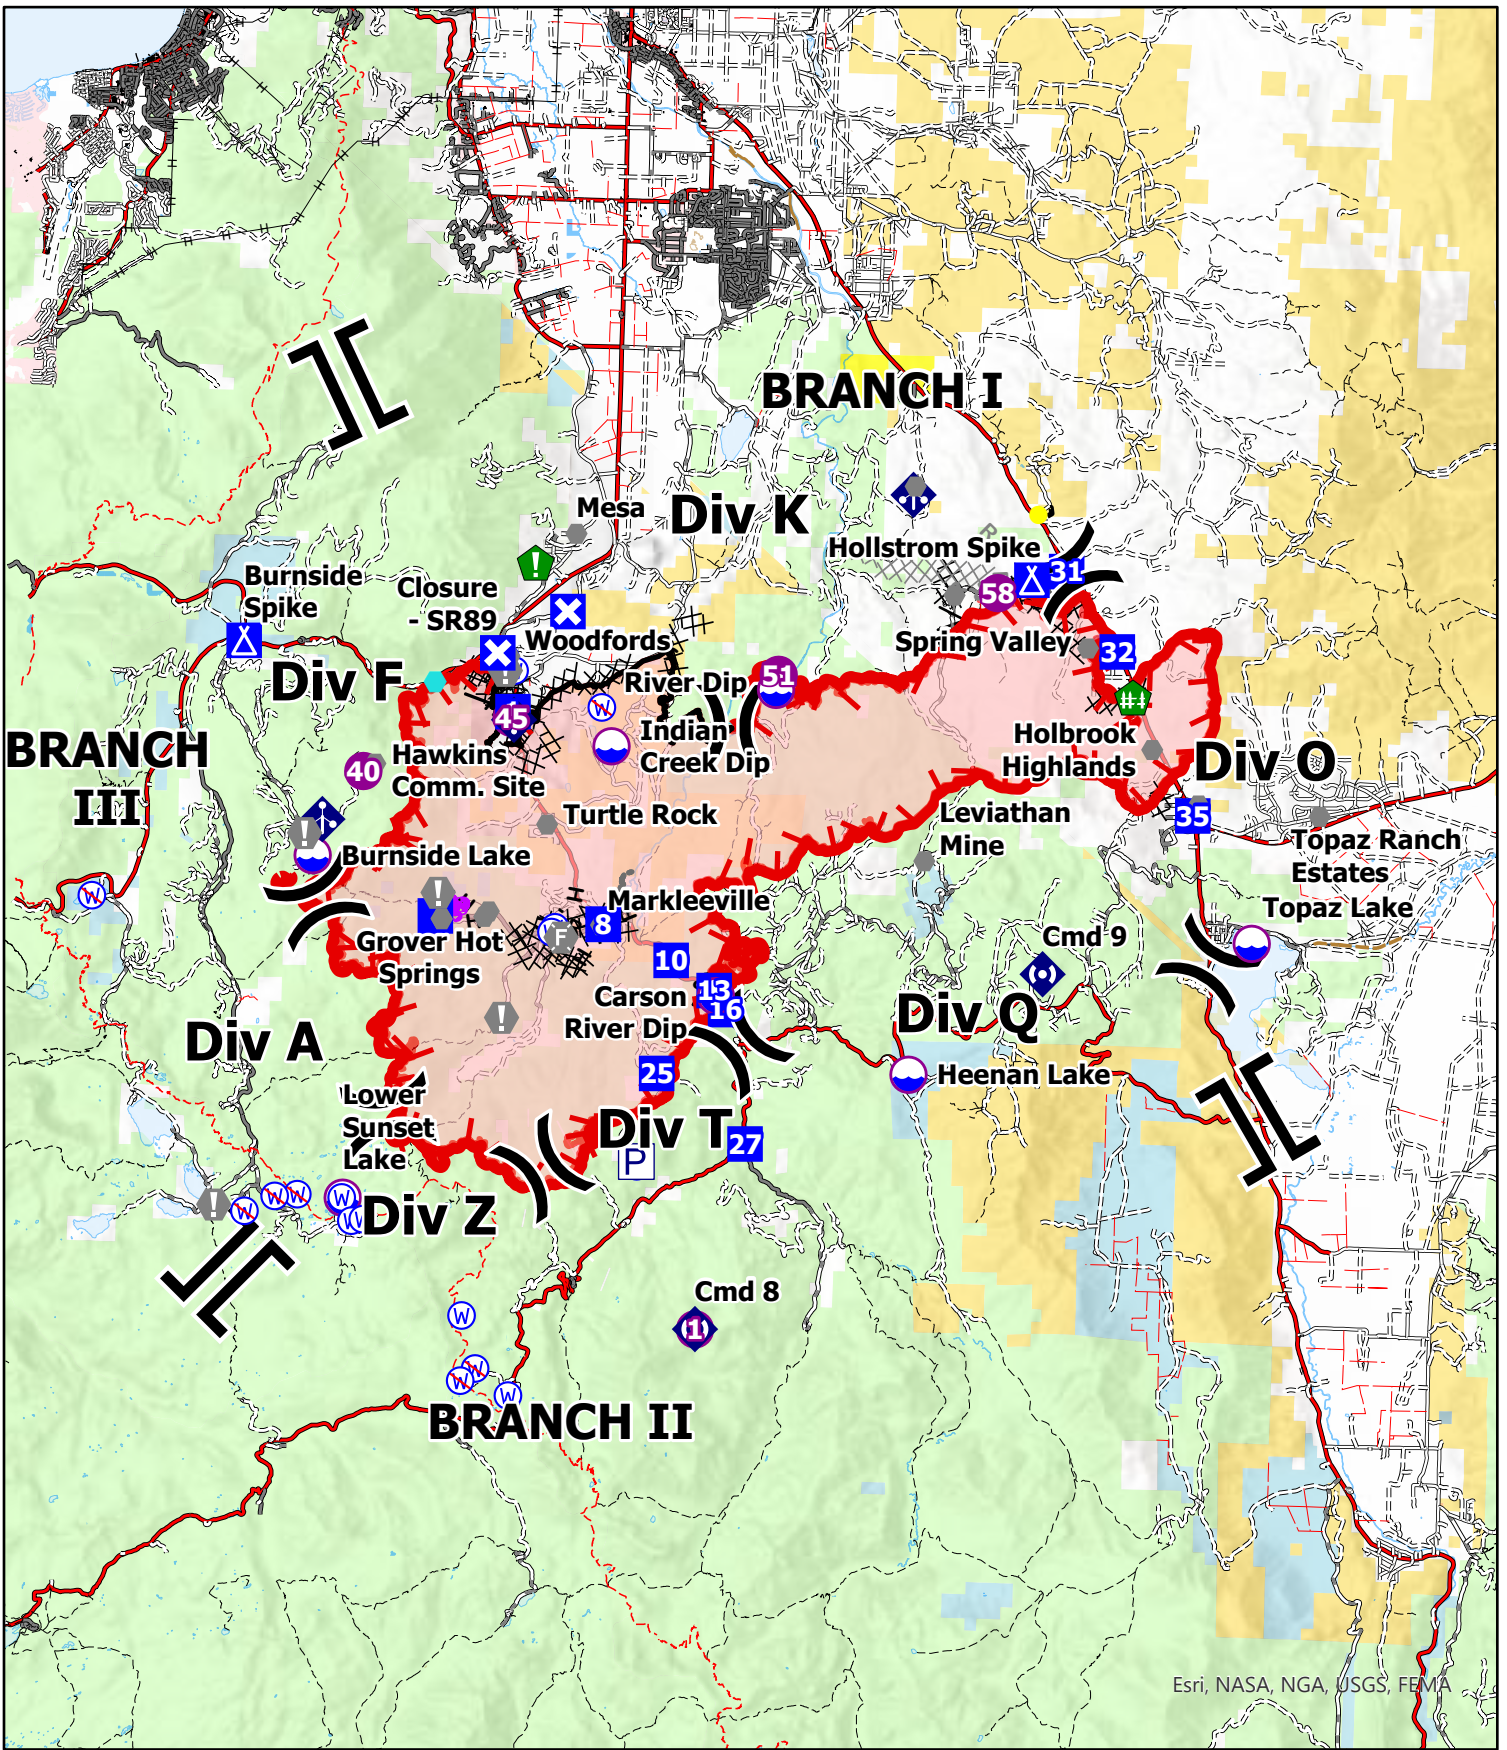 BRANCH I
Mesa
Div K
R
Hollstrom Spike
Burnside
Spike
Closure
- SR89
31
58
Woodfords
Spring Valley
32
Div F
River Dip
51
45
Indian
Creek Dip
W
BRANCH
III
Hawkins
Comm. Site
40
Holbrook
Highlands
Div O
Turtle Rock
Leviathan
Mine
35
Topaz Ranch
Estates
Burnside Lake
W
Markleeville
Topaz Lake
8
F
Grover Hot
Springs
10
Cmd 9
Carson
River Dip
13
16
Div Q
Div A
25
Heenan Lake
Lower
Sunset
Lake
Div T
27
P
W
W
W
W
W
Div Z
Cmd 8
1
W
W
W
W
BRANCH II
Esri, NASA, NGA, USGS, FEMA